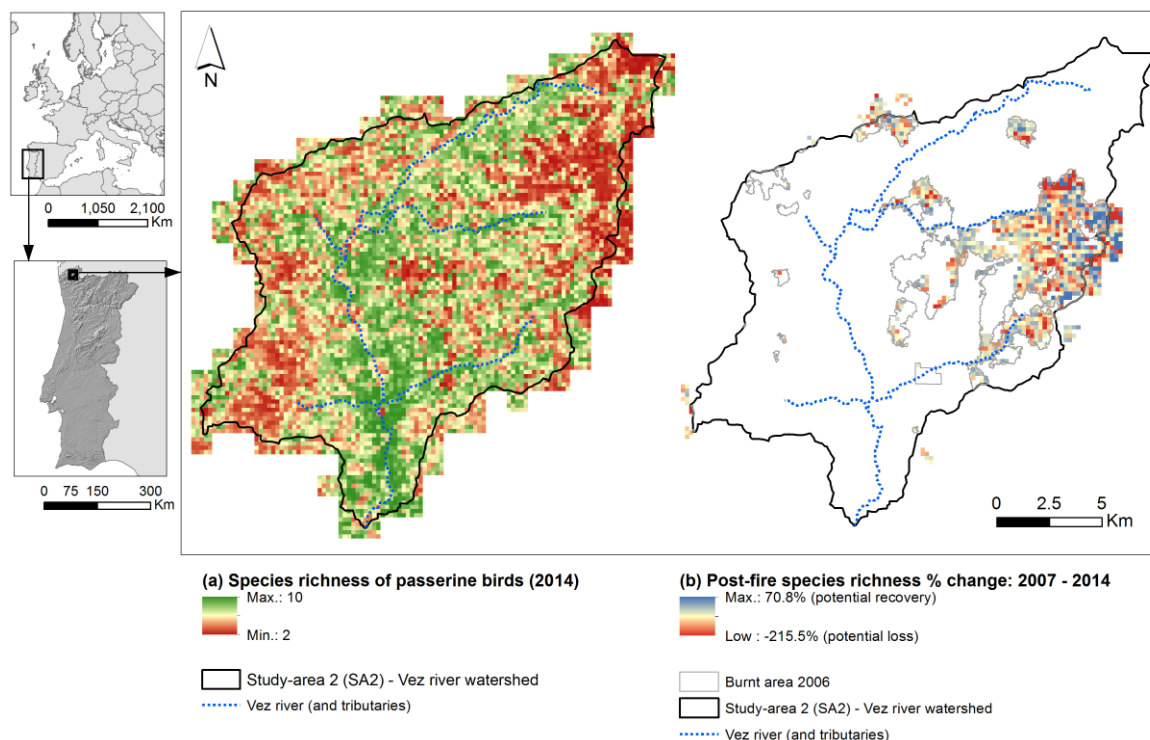 0 1,050 2,100
Km
0 75 150 300
Km
N
0 2.5 5
Km
(a) Species richness of passerine birds (2014)
Max.: 10
Min.: 2
Study-area 2 (SA2) - Vez river watershed
Vez river (and tributaries)
(b) Post-fire species richness % change: 2007 - 2014
Max.: 70.8% (potential recovery)
Low : -215.5% (potential loss)
Burnt area 2006
Study-area 2 (SA2) - Vez river watershed
Vez river (and tributaries)